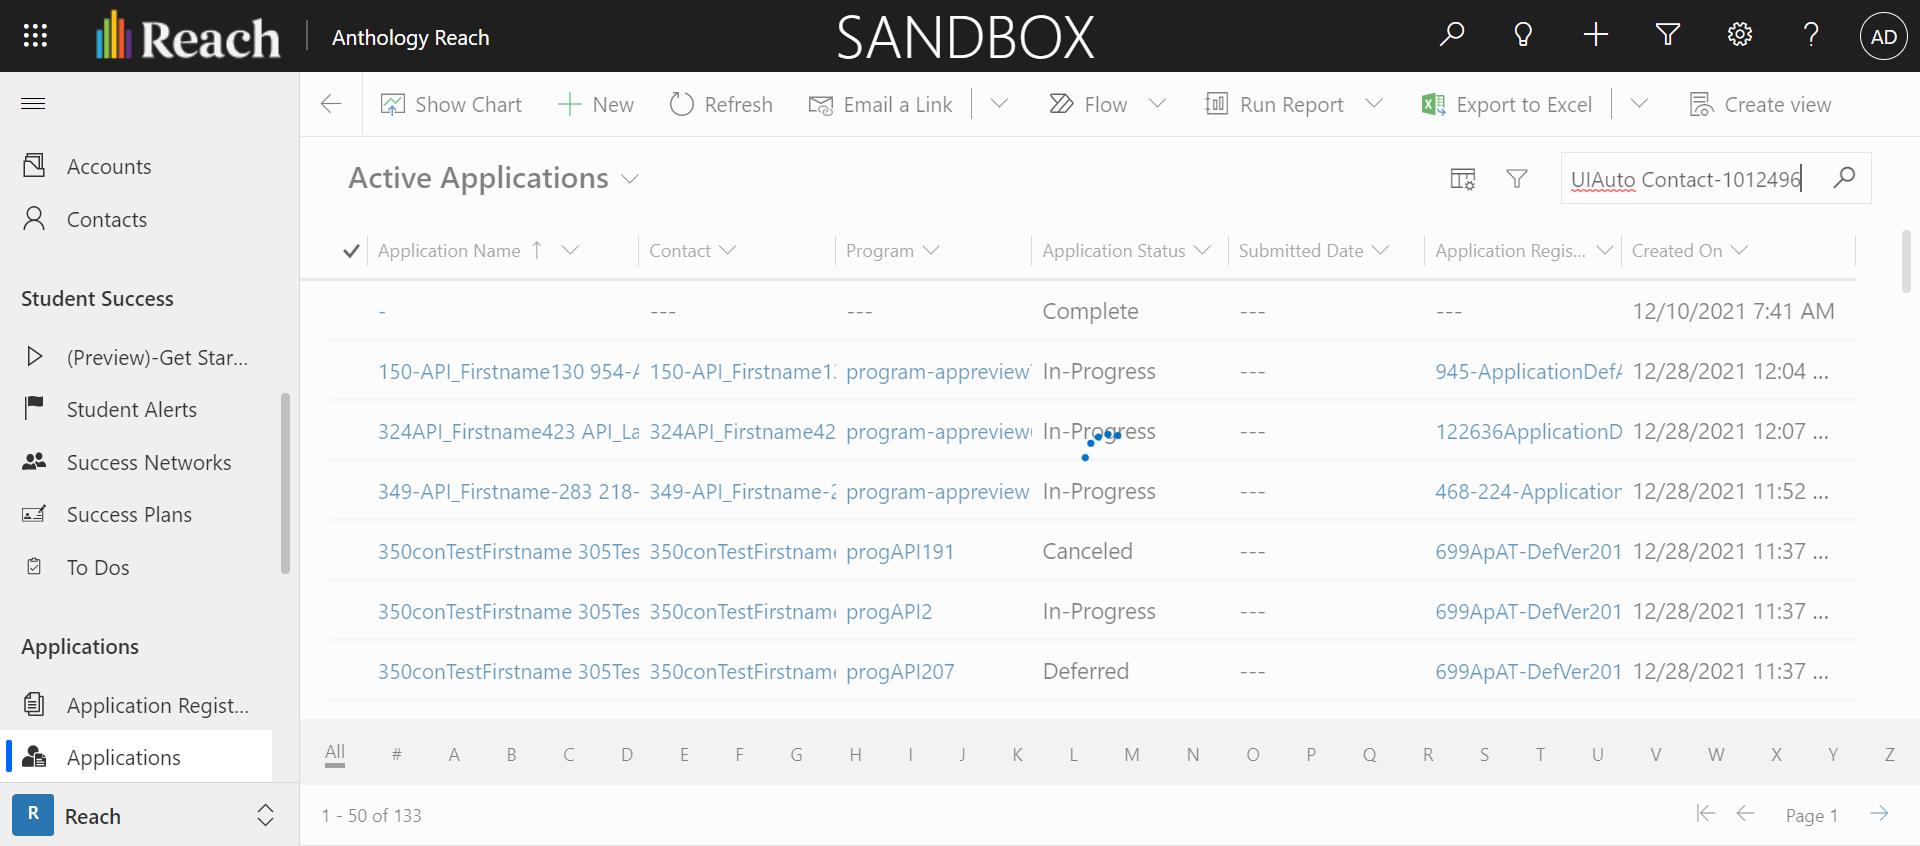 Reach
Anthology Reach
SANDBOX
AD
Show Chart
New
Refresh
Email a Link
Flow
Run Report
Export to Excel
Create view
Accounts
Contacts
Student Success
(Preview)-Get Star...
Student Alerts
Success Networks
Success Plans
To Dos
Applications
Application Regist...
Applications
R Reach
Active Applications
UIAuto Contact-1012496
Application Name Contact Program Application Status Submitted Date Application Regis... Created On
- --- --- Complete --- --- 12/10/2021 7:41 AM
150-API_Firstname130 954-A 150-API_Firstname1 program-appreview In-Progress --- 945-ApplicationDefA 12/28/2021 12:04 ...
324API_Firstname423 API_La 324API_Firstname42 program-appreview In-Progress --- 122636ApplicationD 12/28/2021 12:07 ...
349-API_Firstname-283 218- 349-API_Firstname-2 program-appreview In-Progress --- 468-224-Application 12/28/2021 11:52 ...
350conTestFirstname 305Tes 350conTestFirstname progAPI191 Canceled --- 699ApAT-DefVer201 12/28/2021 11:37 ...
350conTestFirstname 305Tes 350conTestFirstname progAPI2 In-Progress --- 699ApAT-DefVer201 12/28/2021 11:37 ...
350conTestFirstname 305Tes 350conTestFirstname progAPI207 Deferred --- 699ApAT-DefVer201 12/28/2021 11:37 ...
All # A B C D E F G H I J K L M N O P Q R S T U V W X Y Z
1 - 50 of 133
Page 1